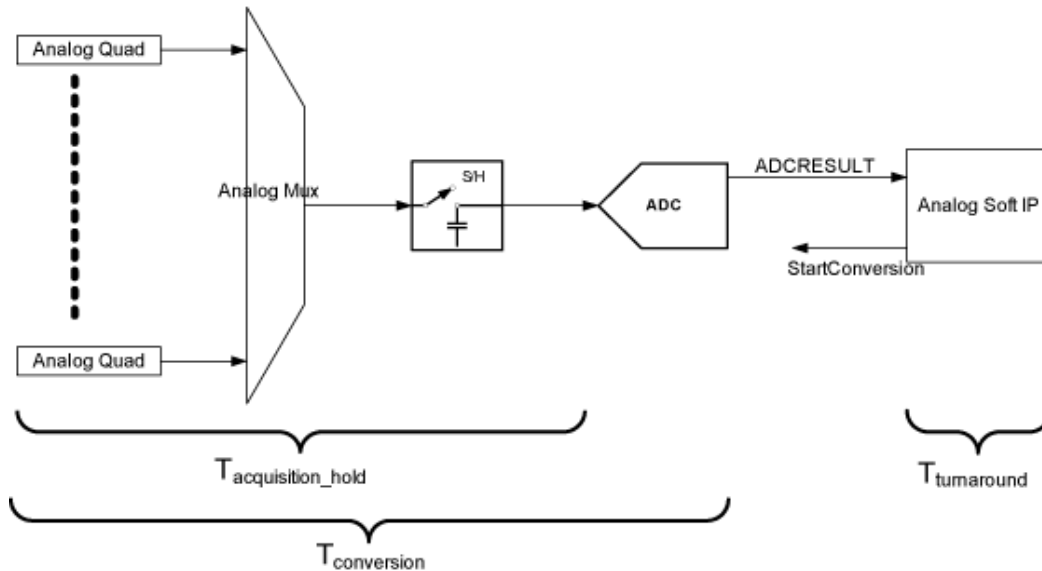 Analog Quad
S/H
ADCRESULT
Analog Mux
ADC
Analog Soft IP
StartConversion
Analog Quad
Tacquisition_hold
Tturnaround
Tconversion